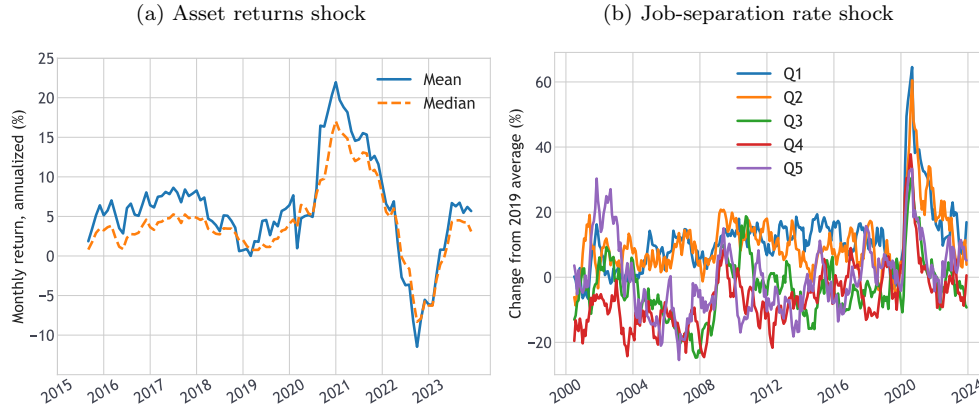 (a) Asset returns shock
Monthly return, annualized (%)
25
20
15
10
5
0
−5
−10
2015
2016
2017
2018
2019
2020
2021
2022
2023
Mean
Median
(b) Job-separation rate shock
Change from 2019 average (%)
60
40
20
0
−20
2000
2004
2008
2012
2016
2020
2024
Q1
Q2
Q3
Q4
Q5